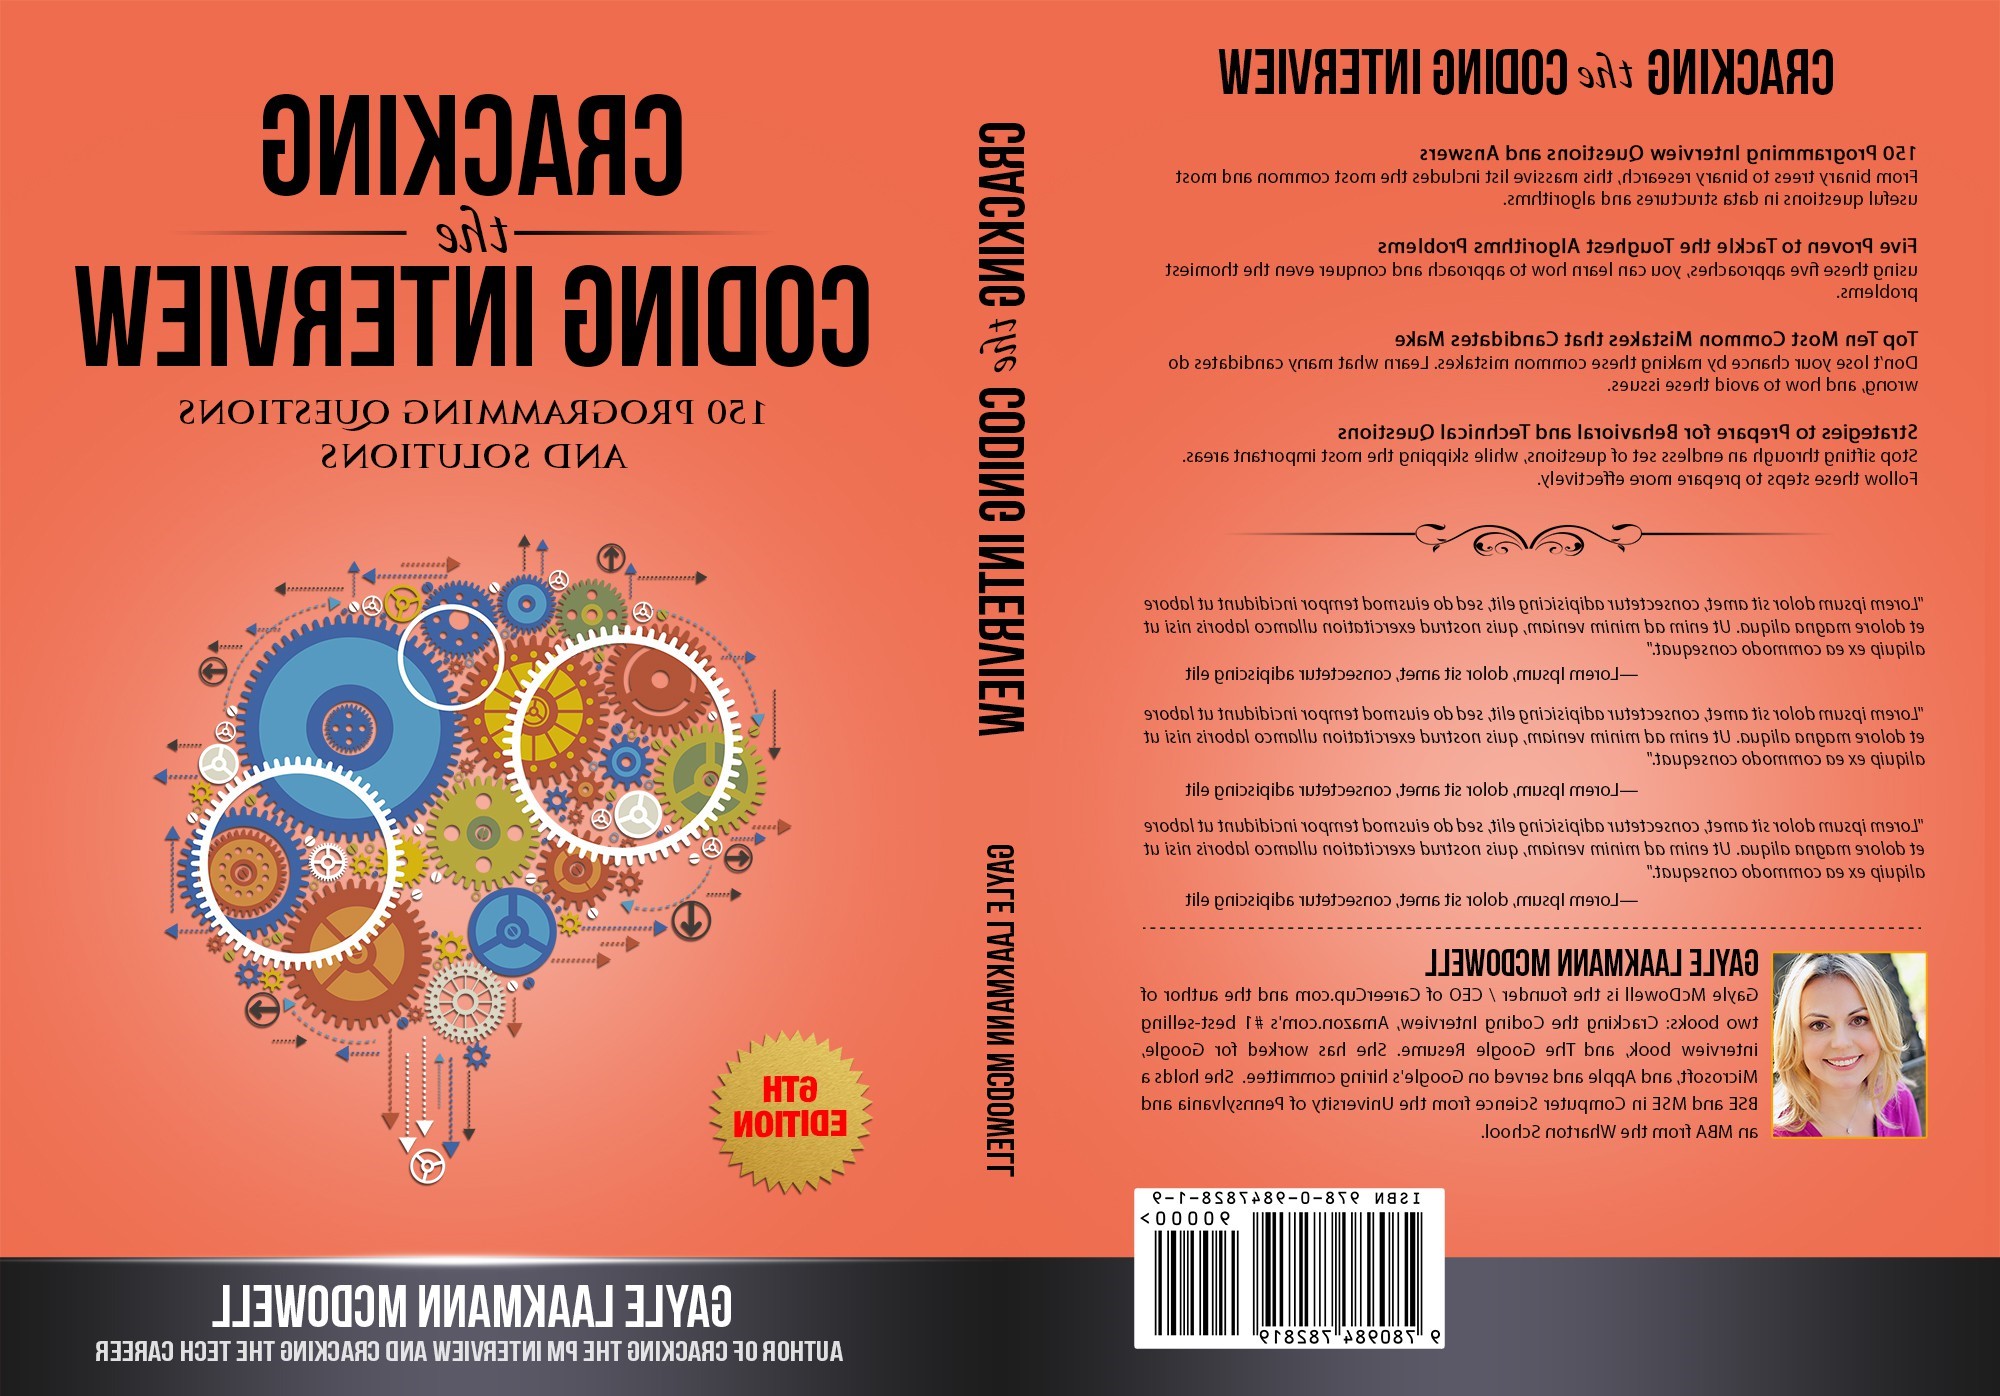 CRACKING
the
CODING INTERVIEW
150 PROGRAMMING QUESTIONS
AND SOLUTIONS
6TH
EDITION
GAYLE LAAKMANN MCDOWELL
AUTHOR OF CRACKING THE PM INTERVIEW AND CRACKING THE TECH CAREER
CRACKING the CODING INTERVIEW
GAYLE LAAKMANN MCDOWELL
CRACKING the CODING INTERVIEW
150 Programming Interview Questions and Answers
From binary trees to binary research, this massive list includes the most common and most
useful questions in data structures and algorithms.
Five Proven to Tackle the Toughest Algorithms Problems
using these five approaches, you can learn how to approach and conquer even the thomiest
problems.
Top Ten Most Common Mistakes that Candidates Make
Don't lose your chance by making these common mistakes. Learn what many candidates do
wrong, and how to avoid these issues.
Strategies to Prepare for Behavioral and Technical Questions
Stop sifting through an endless set of questions, while skipping the most important areas.
Follow these steps to prepare more effectively.
"Lorem ipsum dolor sit amet, consectetur adipisicing elit, sed do eiusmod tempor incididunt ut labore
et dolore magna aliqua. Ut enim ad minim veniam, quis nostrud exercitation ullamco laboris nisi ut
aliquip ex ea commodo consequat."
—Lorem Ipsum, dolor sit amet, consectetur adipiscing elit
"Lorem ipsum dolor sit amet, consectetur adipisicing elit, sed do eiusmod tempor incididunt ut labore
et dolore magna aliqua. Ut enim ad minim veniam, quis nostrud exercitation ullamco laboris nisi ut
aliquip ex ea commodo consequat."
—Lorem Ipsum, dolor sit amet, consectetur adipiscing elit
"Lorem ipsum dolor sit amet, consectetur adipisicing elit, sed do eiusmod tempor incididunt ut labore
et dolore magna aliqua. Ut enim ad minim veniam, quis nostrud exercitation ullamco laboris nisi ut
aliquip ex ea commodo consequat."
—Lorem Ipsum, dolor sit amet, consectetur adipiscing elit
GAYLE LAAKMANN MCDOWELL
Gayle McDowell is the founder / CEO of CareerCup.com and the author of
two books: Cracking the Coding Interview, Amazon.com's #1 best-selling
interview book, and The Google Resume. She has worked for Google,
Microsoft, and Apple and served on Google's hiring committee. She holds a
BSE and MSE in Computer Science from the University of Pennsylvania and
an MBA from the Wharton School.
ISBN 978-0-9847828-1-9
90000>
9 780984 782819